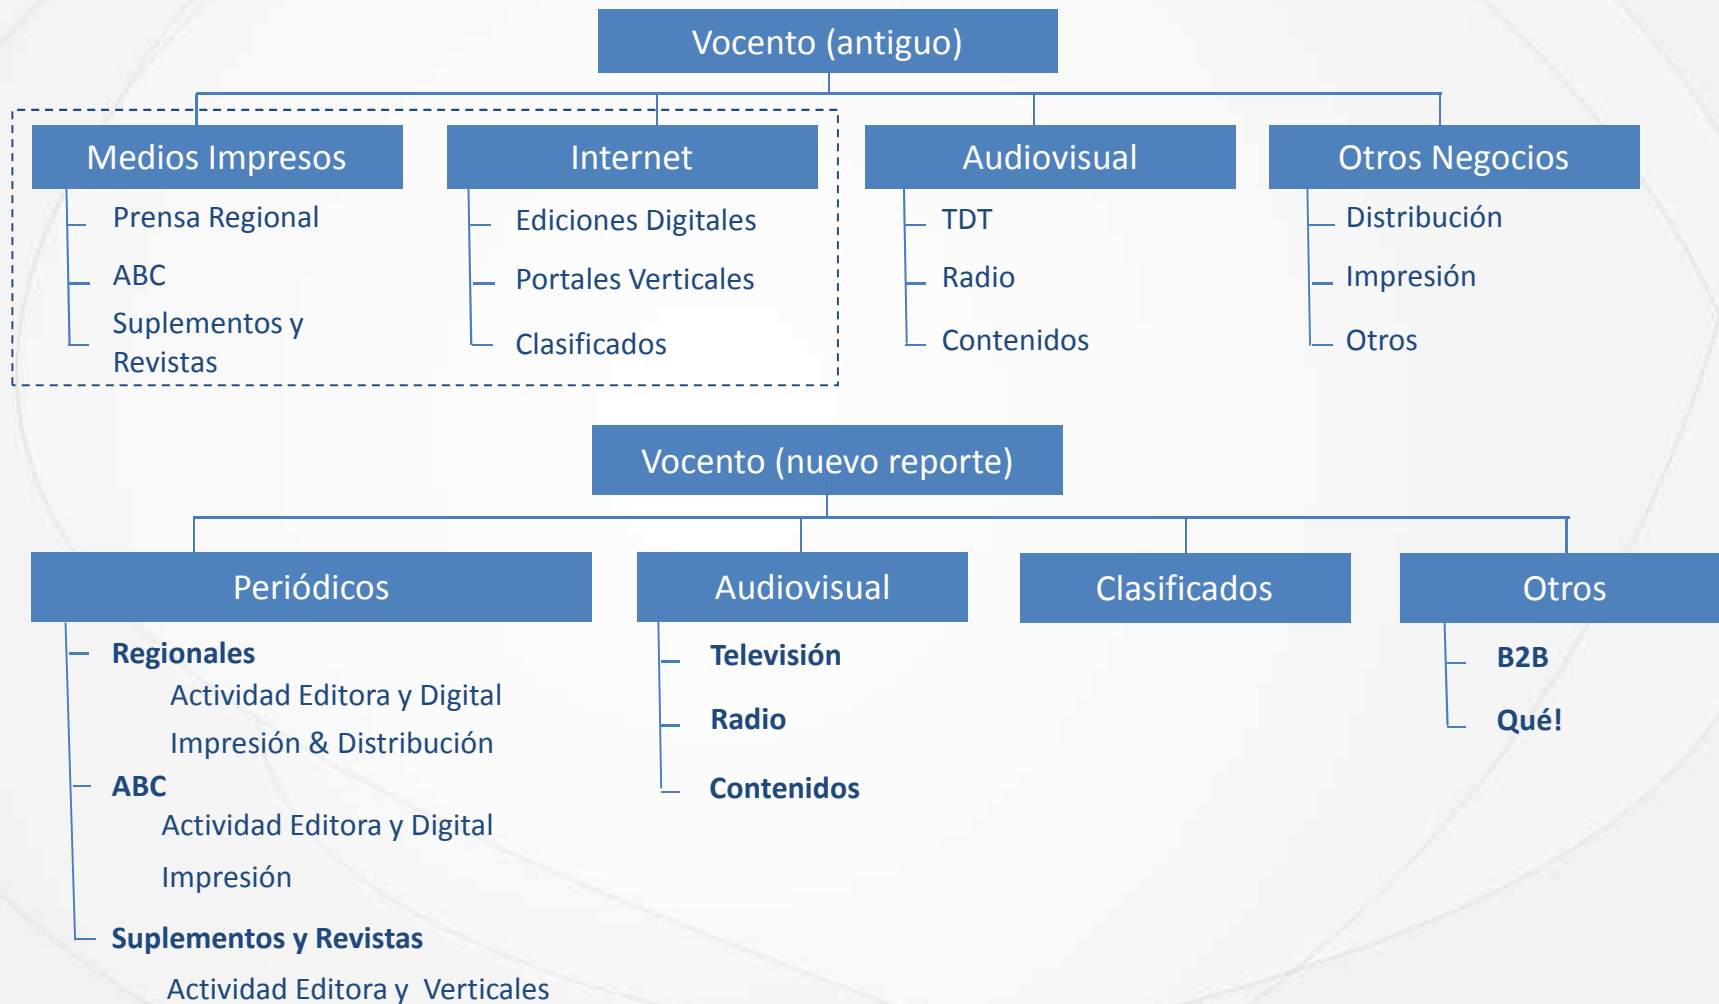 Vocento (antiguo)
Medios Impresos
Prensa Regional
ABC
Suplementos y
Revistas
Internet
Ediciones Digitales
Portales Verticales
Clasificados
Audiovisual
TDT
Radio
Contenidos
Otros Negocios
Distribución
Impresión
Otros
Vocento (nuevo reporte)
Periódicos
Regionales
Actividad Editora y Digital
Impresión & Distribución
ABC
Actividad Editora y Digital
Impresión
Suplementos y Revistas
Actividad Editora y Verticales
Audiovisual
Televisión
Radio
Contenidos
Clasificados
Otros
B2B
Qué!